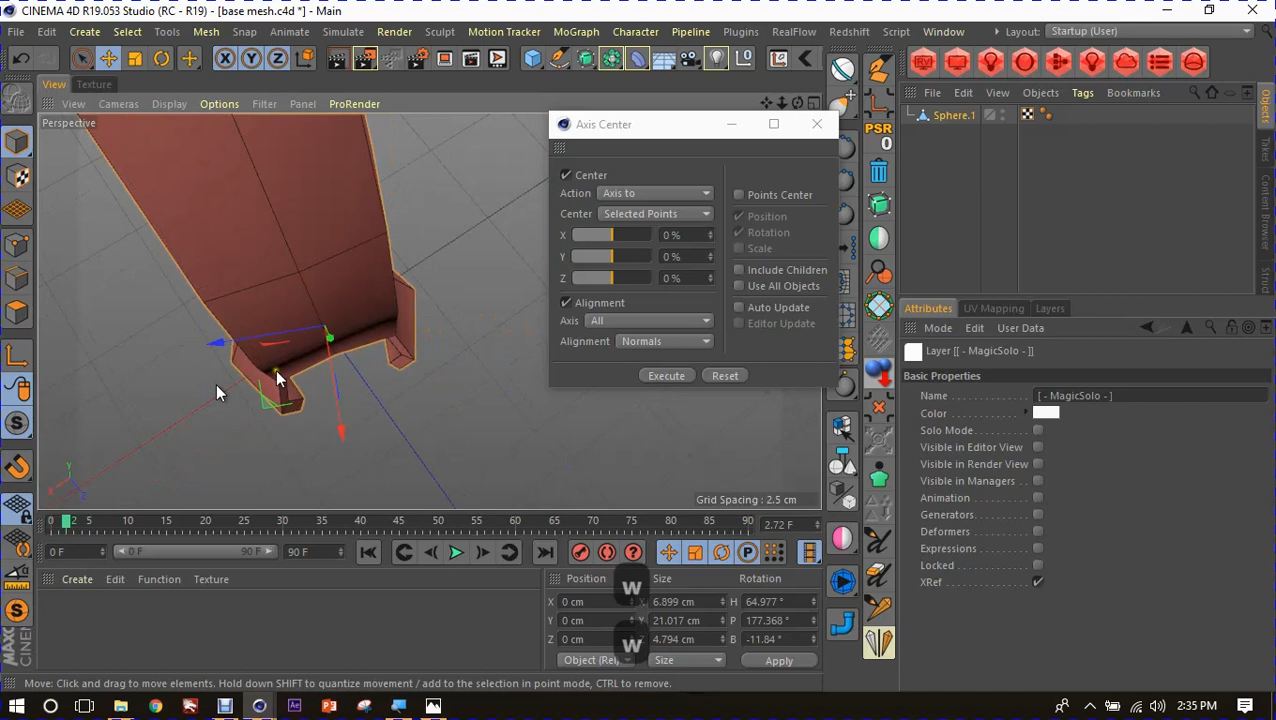 CINEMA 4D R19.053 Studio (RC - R19) - [base mesh.c4d *] - Main
File Edit Create Select Tools Mesh Snap Animate Simulate Render Sculpt Motion Tracker MoGraph Character Pipeline Plugins RealFlow Redshift Script Window Layout: Startup (User)
PSR
0
View Texture
View Cameras Display Options Filter Panel ProRender
Perspective
Axis Center
Center
Action Axis to
Center Selected Points
X 0 %
Y 0 %
Z 0 %
Alignment
Axis All
Alignment Normals
Points Center
Position
Rotation
Scale
Include Children
Use All Objects
Auto Update
Editor Update
Execute Reset
Grid Spacing : 2.5 cm
File Edit View Objects Tags Bookmarks
Sphere.1
Objects
Takes
Content
Struct
Attributes UV Mapping Layers
Mode Edit User Data
Layer [[ - MagicSolo - ]]
Basic Properties
Name [ - MagicSolo - ]
Color
Solo Mode
Visible in Editor View
Visible in Render View
Visible in Managers
Animation
Generators
Deformers
Expressions
Locked
XRef
0 2 5 10 15 20 25 30 35 40 45 50 55 60 65 70 75 80 85 90 2.72 F
0 F 0 F 90 F 90 F
Create Edit Function Texture
Position Size Rotation
X 0 cm X 6.899 cm H 64.977 °
Y 0 cm Y 21.017 cm P 177.368 °
Z 0 cm Z 4.794 cm B -11.84 °
Object (Rel) Size Apply
w
w
Move: Click and drag to move elements. Hold down SHIFT to quantize movement / add to the selection in point mode, CTRL to remove.
2:35 PM